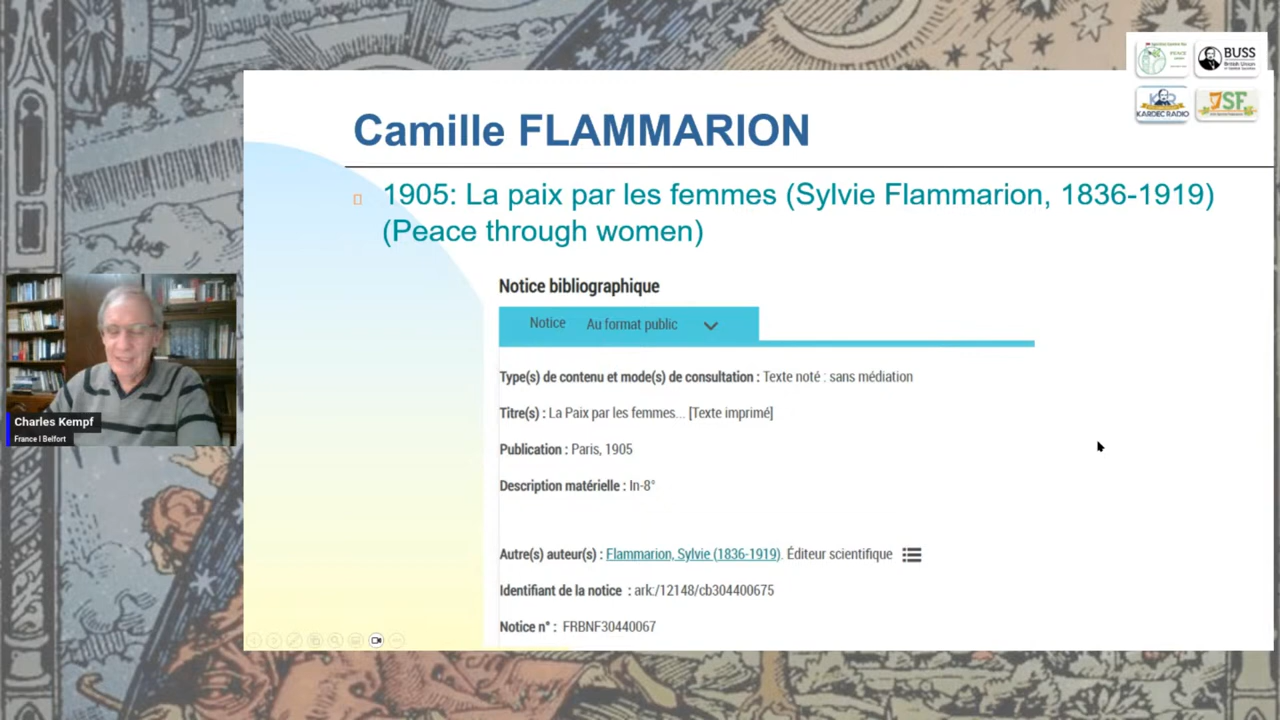 BUSS
British Union
KARDEC RADIO
SF
Camille FLAMMARION
1905: La paix par les femmes (Sylvie Flammarion, 1836-1919)
(Peace through women)
Notice bibliographique
Notice Au format public
Type(s) de contenu et mode(s) de consultation : Texte noté : sans médiation
Titre(s) : La Paix par les femmes... [Texte imprimé]
Publication : Paris, 1905
Description matérielle : In-8°
Autre(s) auteur(s) : Flammarion, Sylvie (1836-1919). Éditeur scientifique
Identifiant de la notice : ark:/12148/cb304400675
Notice n° : FRBNF30440067
Charles Kempf
France I Belfort